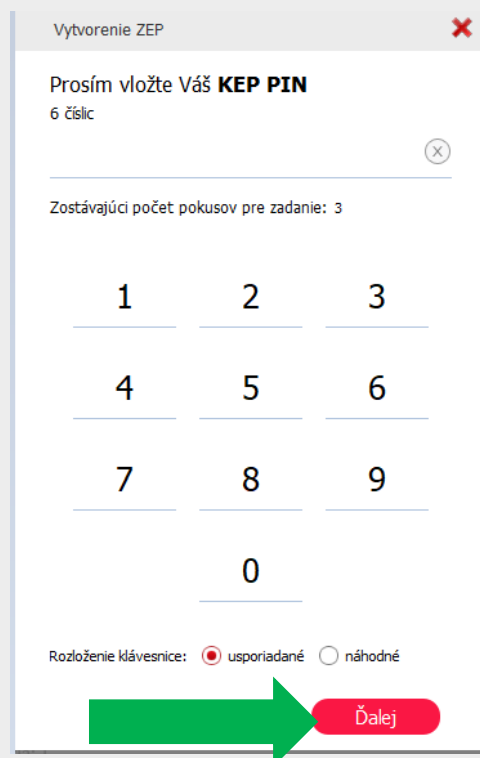 Vytvorenie ZEP
Prosím vložte Váš KEP PIN
6 číslic
Zostávajúci počet pokusov pre zadanie: 3
1 2 3
4 5 6
7 8 9
0
Rozloženie klávesnice: usporiadané náhodné
Ďalej